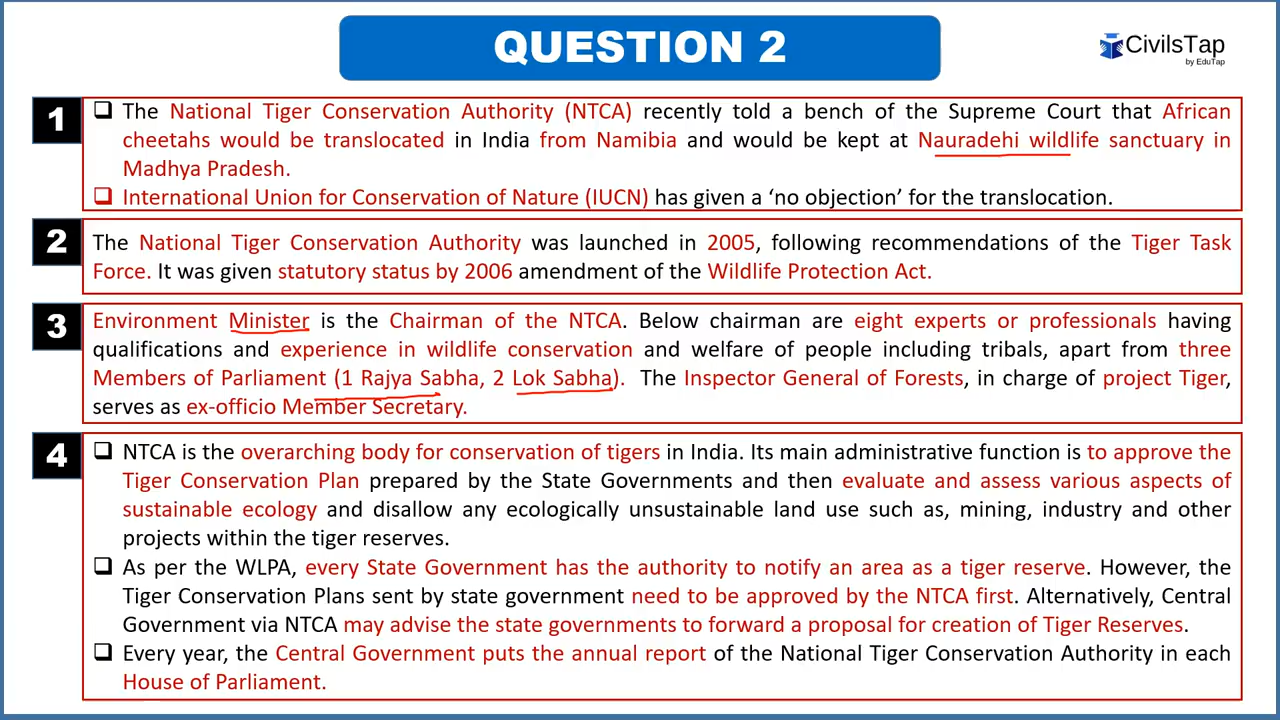 QUESTION 2
CivilsTap
by EduTap
1
❑ The National Tiger Conservation Authority (NTCA) recently told a bench of the Supreme Court that African
cheetahs would be translocated in India from Namibia and would be kept at Nauradehi wildlife sanctuary in
Madhya Pradesh.
❑ International Union for Conservation of Nature (IUCN) has given a ‘no objection’ for the translocation.
2
The National Tiger Conservation Authority was launched in 2005, following recommendations of the Tiger Task
Force. It was given statutory status by 2006 amendment of the Wildlife Protection Act.
3
Environment Minister is the Chairman of the NTCA. Below chairman are eight experts or professionals having
qualifications and experience in wildlife conservation and welfare of people including tribals, apart from three
Members of Parliament (1 Rajya Sabha, 2 Lok Sabha). The Inspector General of Forests, in charge of project Tiger,
serves as ex-officio Member Secretary.
4
❑ NTCA is the overarching body for conservation of tigers in India. Its main administrative function is to approve the
Tiger Conservation Plan prepared by the State Governments and then evaluate and assess various aspects of
sustainable ecology and disallow any ecologically unsustainable land use such as, mining, industry and other
projects within the tiger reserves.
❑ As per the WLPA, every State Government has the authority to notify an area as a tiger reserve. However, the
Tiger Conservation Plans sent by state government need to be approved by the NTCA first. Alternatively, Central
Government via NTCA may advise the state governments to forward a proposal for creation of Tiger Reserves.
❑ Every year, the Central Government puts the annual report of the National Tiger Conservation Authority in each
House of Parliament.